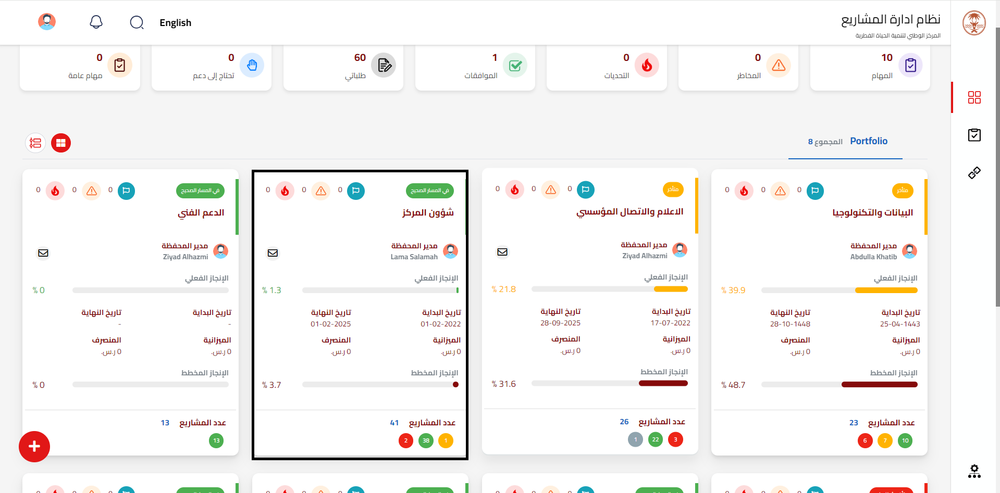 نظام ادارة المشاريع
المركز الوطني لتنمية الحياة الفطرية
English
10
المهام
0
المخاطر
0
التحديات
1
الموافقات
60
طلباتي
0
تحتاج إلى دعم
0
مهام عامة
Portfolio المجموع 8
متأخر
0 0 0
البيانات والتكنولوجيا
مدير المحفظة
Abdulla Khatib
الإنجاز الفعلي
39.9 %
تاريخ البداية تاريخ النهاية
25-04-1443 28-10-1448
الميزانية المنصرف
0 ر.س. 0 ر.س.
الإنجاز المخطط
48.7 %
عدد المشاريع 23
10 7 6
متأخر
0 0 0
الاعلام والاتصال المؤسسي
مدير المحفظة
Ziyad Alhazmi
الإنجاز الفعلي
21.8 %
تاريخ البداية تاريخ النهاية
17-07-2022 28-09-2025
الميزانية المنصرف
0 ر.س. 0 ر.س.
الإنجاز المخطط
31.6 %
عدد المشاريع 26
3 22 1
في المسار الصحيح
0 0 0
شؤون المركز
مدير المحفظة
Lama Salamah
الإنجاز الفعلي
1.3 %
تاريخ البداية تاريخ النهاية
01-02-2022 01-02-2025
الميزانية المنصرف
0 ر.س. 0 ر.س.
الإنجاز المخطط
3.7 %
عدد المشاريع 41
1 38 2
في المسار الصحيح
0 0 0
الدعم الفني
مدير المحفظة
Ziyad Alhazmi
الإنجاز الفعلي
0 %
تاريخ البداية تاريخ النهاية
- -
الميزانية المنصرف
0 ر.س. 0 ر.س.
الإنجاز المخطط
0 %
عدد المشاريع 13
13